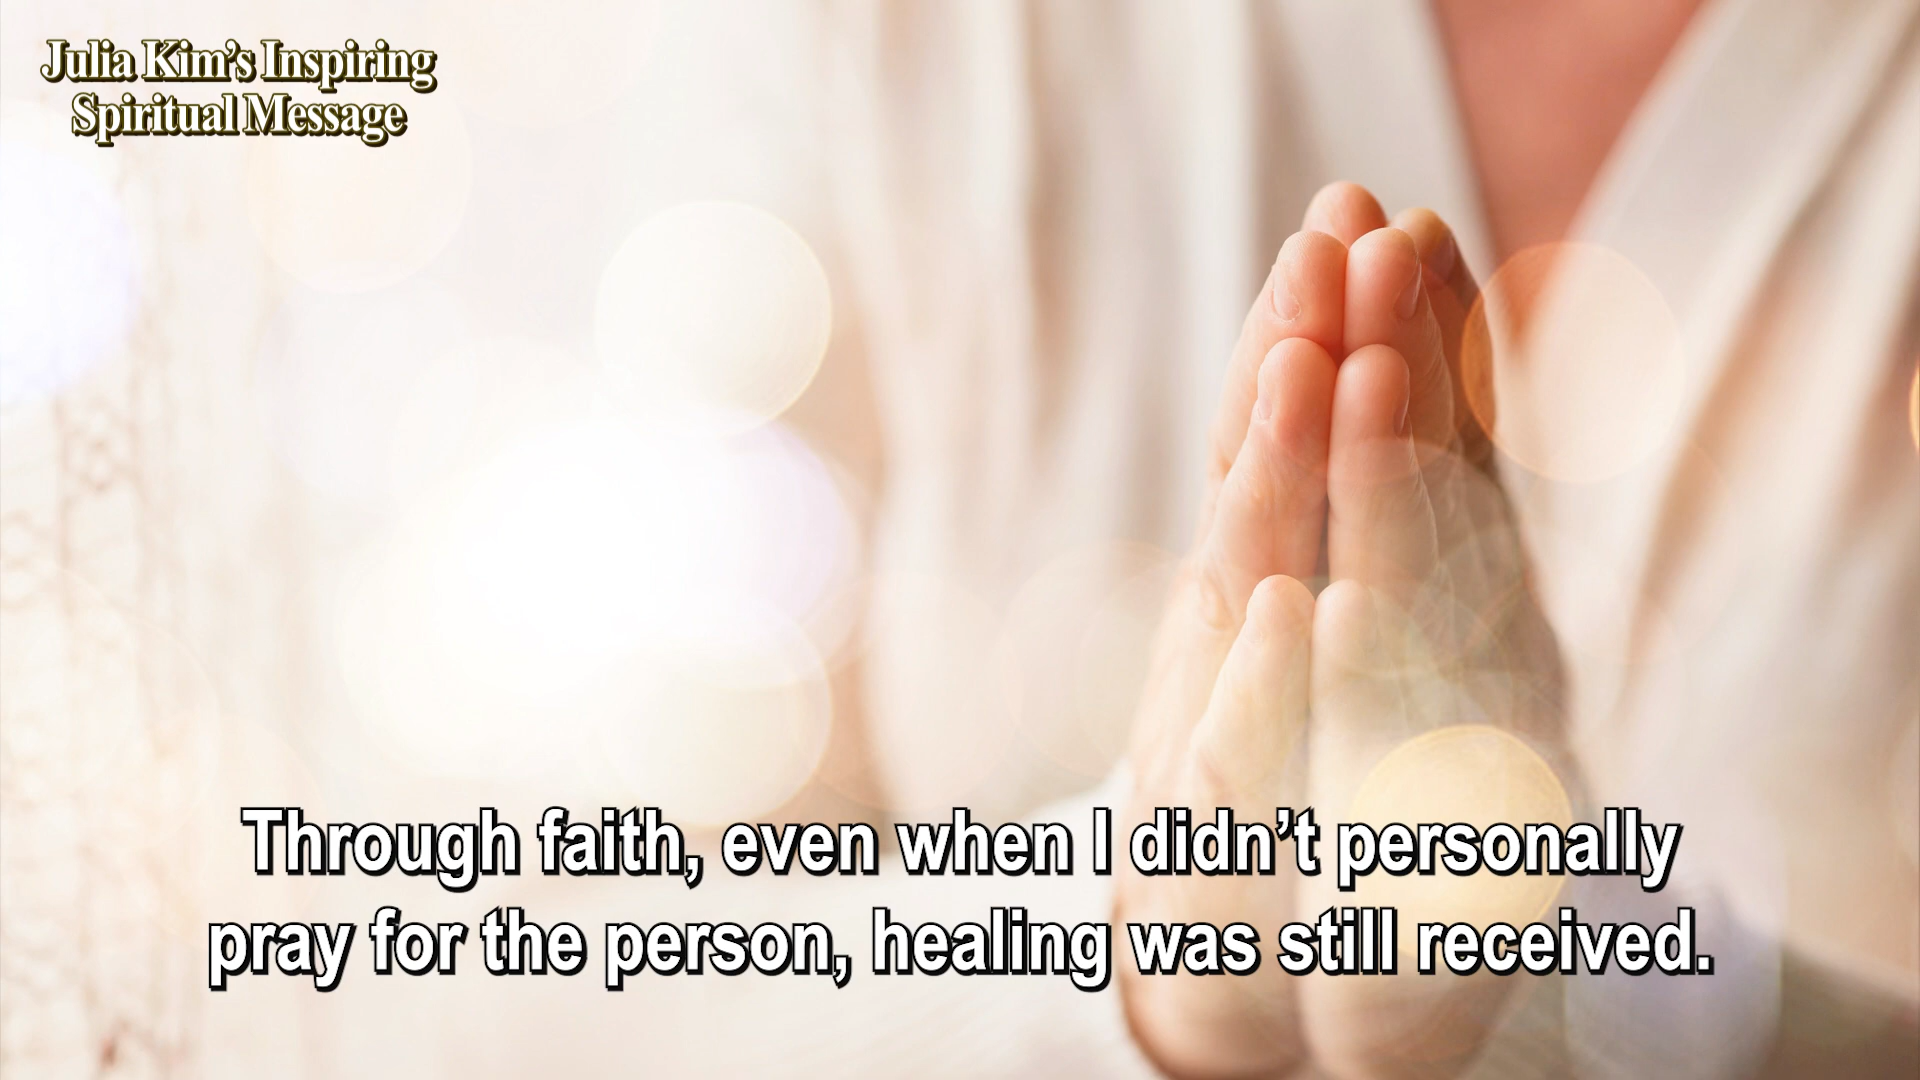 Julia Kim's Inspiring
Spiritual Message
Through faith, even when I didn't personally
pray for the person, healing was still received.